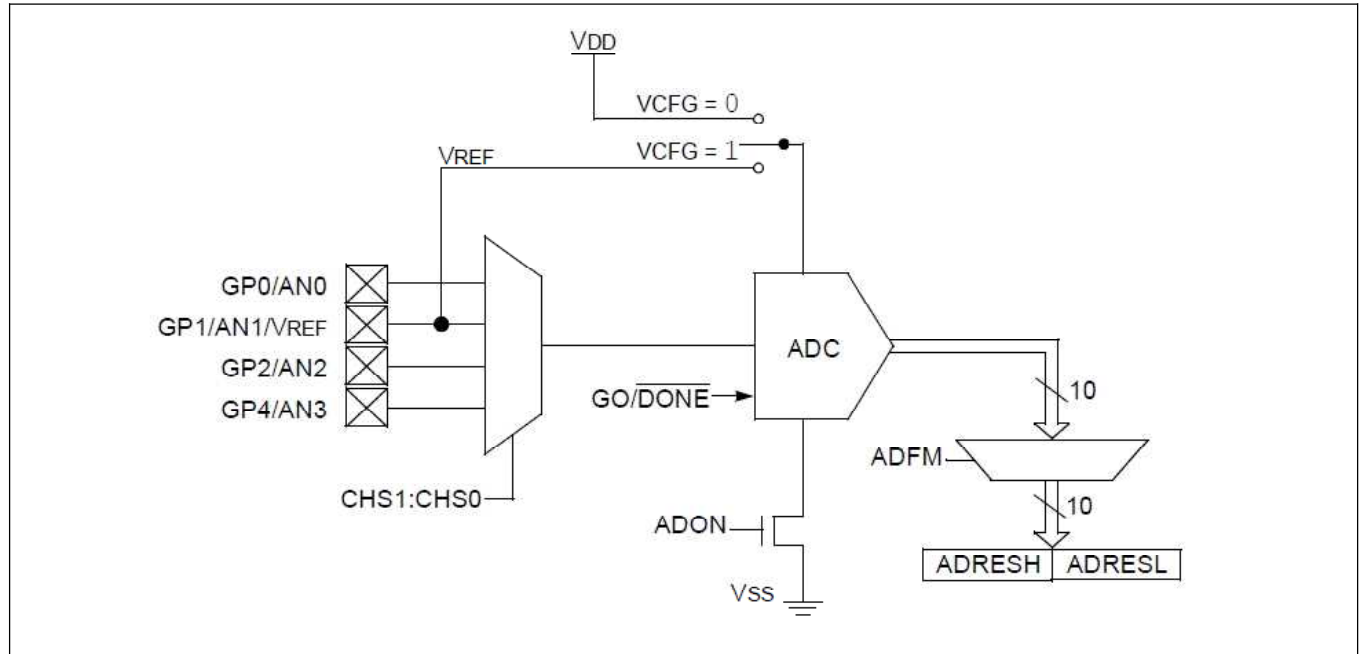 VDD
VCFG = 0
VCFG = 1
VREF
GP0/AN0
GP1/AN1/VREF
GP2/AN2
GP4/AN3
ADC
GO/DONE
10
ADFM
CHS1:CHS0
10
ADON
ADRESH ADRESL
VSS